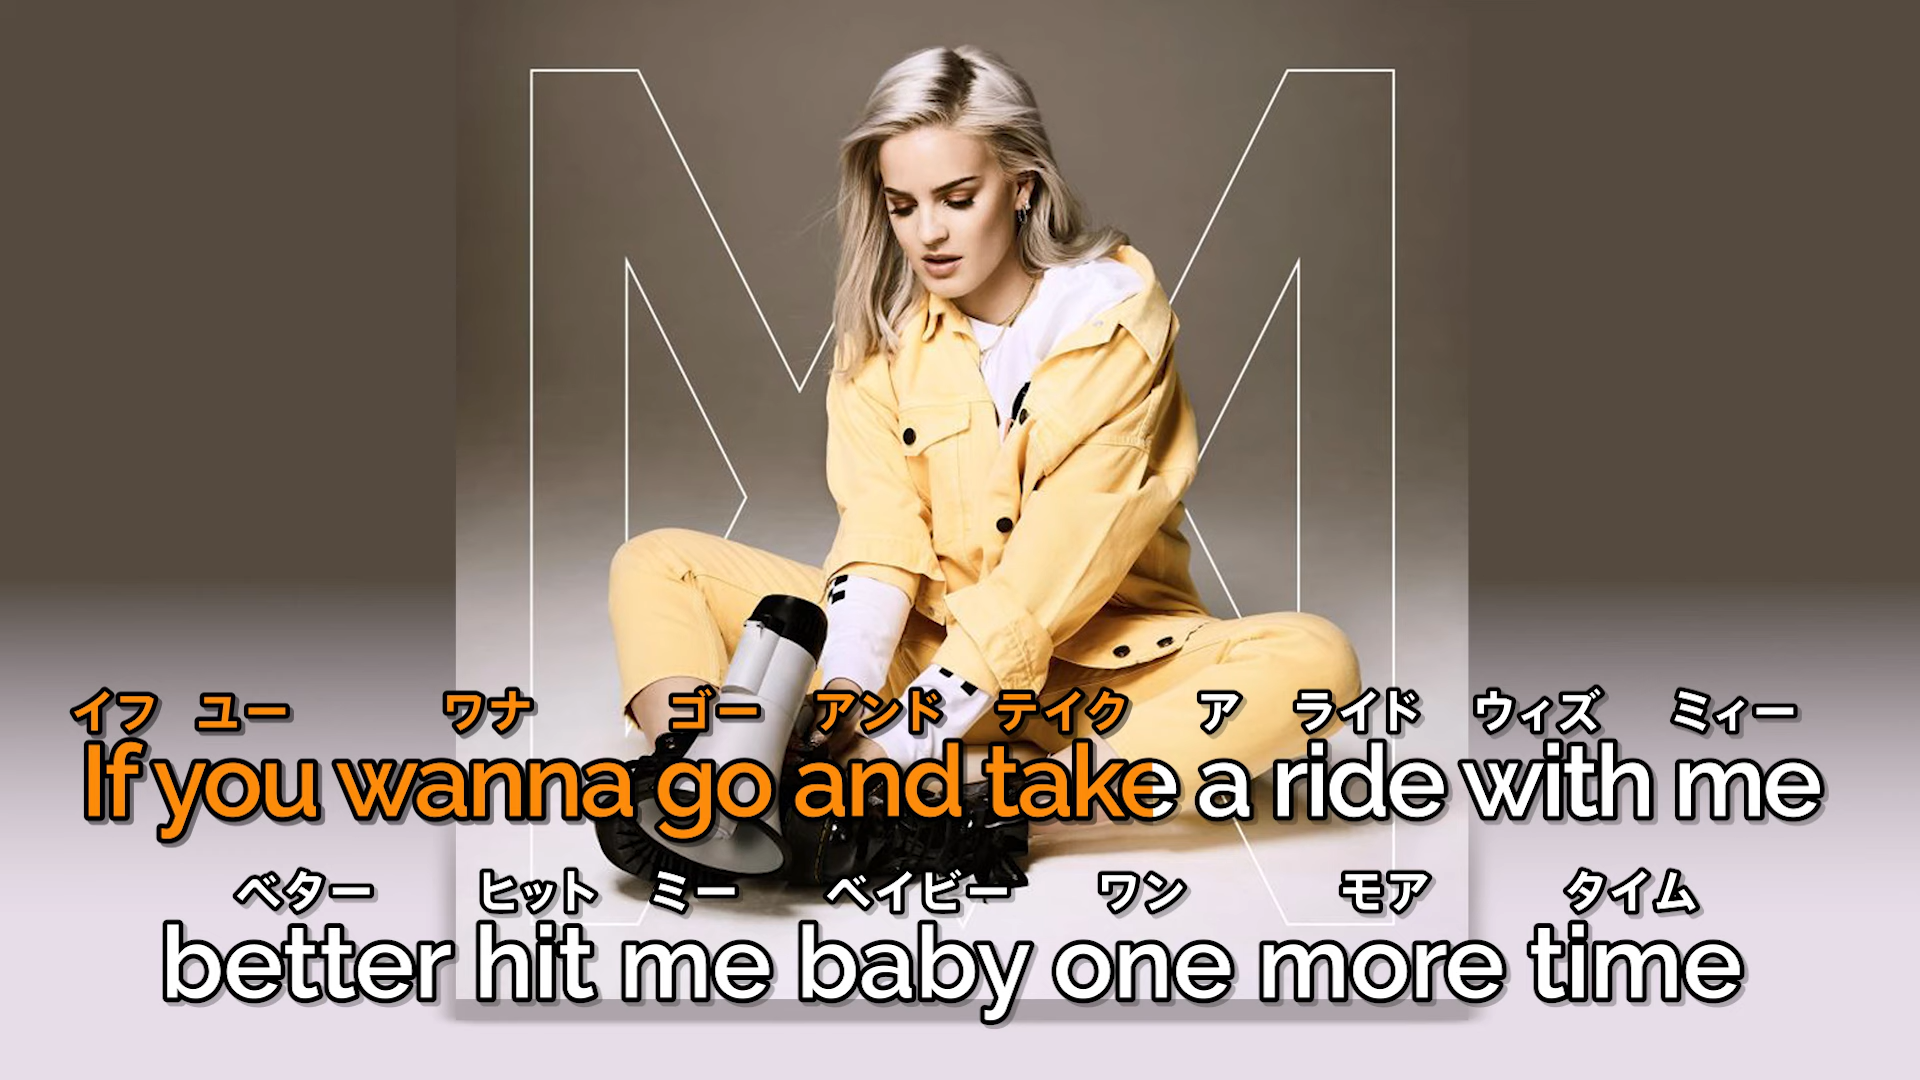 イフ ユー ワナ ゴー アンド テイク ア ライド ウィズ ミィー
If you wanna go and take a ride with me
ベター ヒット ミー ベイビー ワン モア タイム
better hit me baby one more time